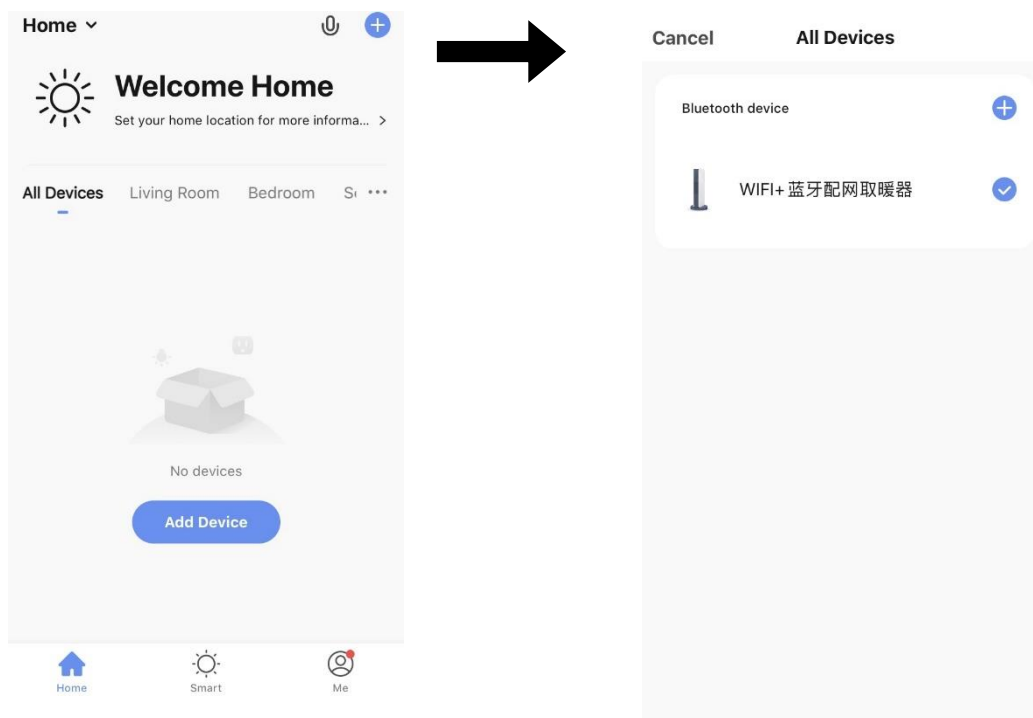 Home
Welcome Home
Set your home location for more informa... >
All Devices Living Room Bedroom
No devices
Add Device
Home Smart Me
Cancel All Devices
Bluetooth device
WIFI+蓝牙配网取暖器